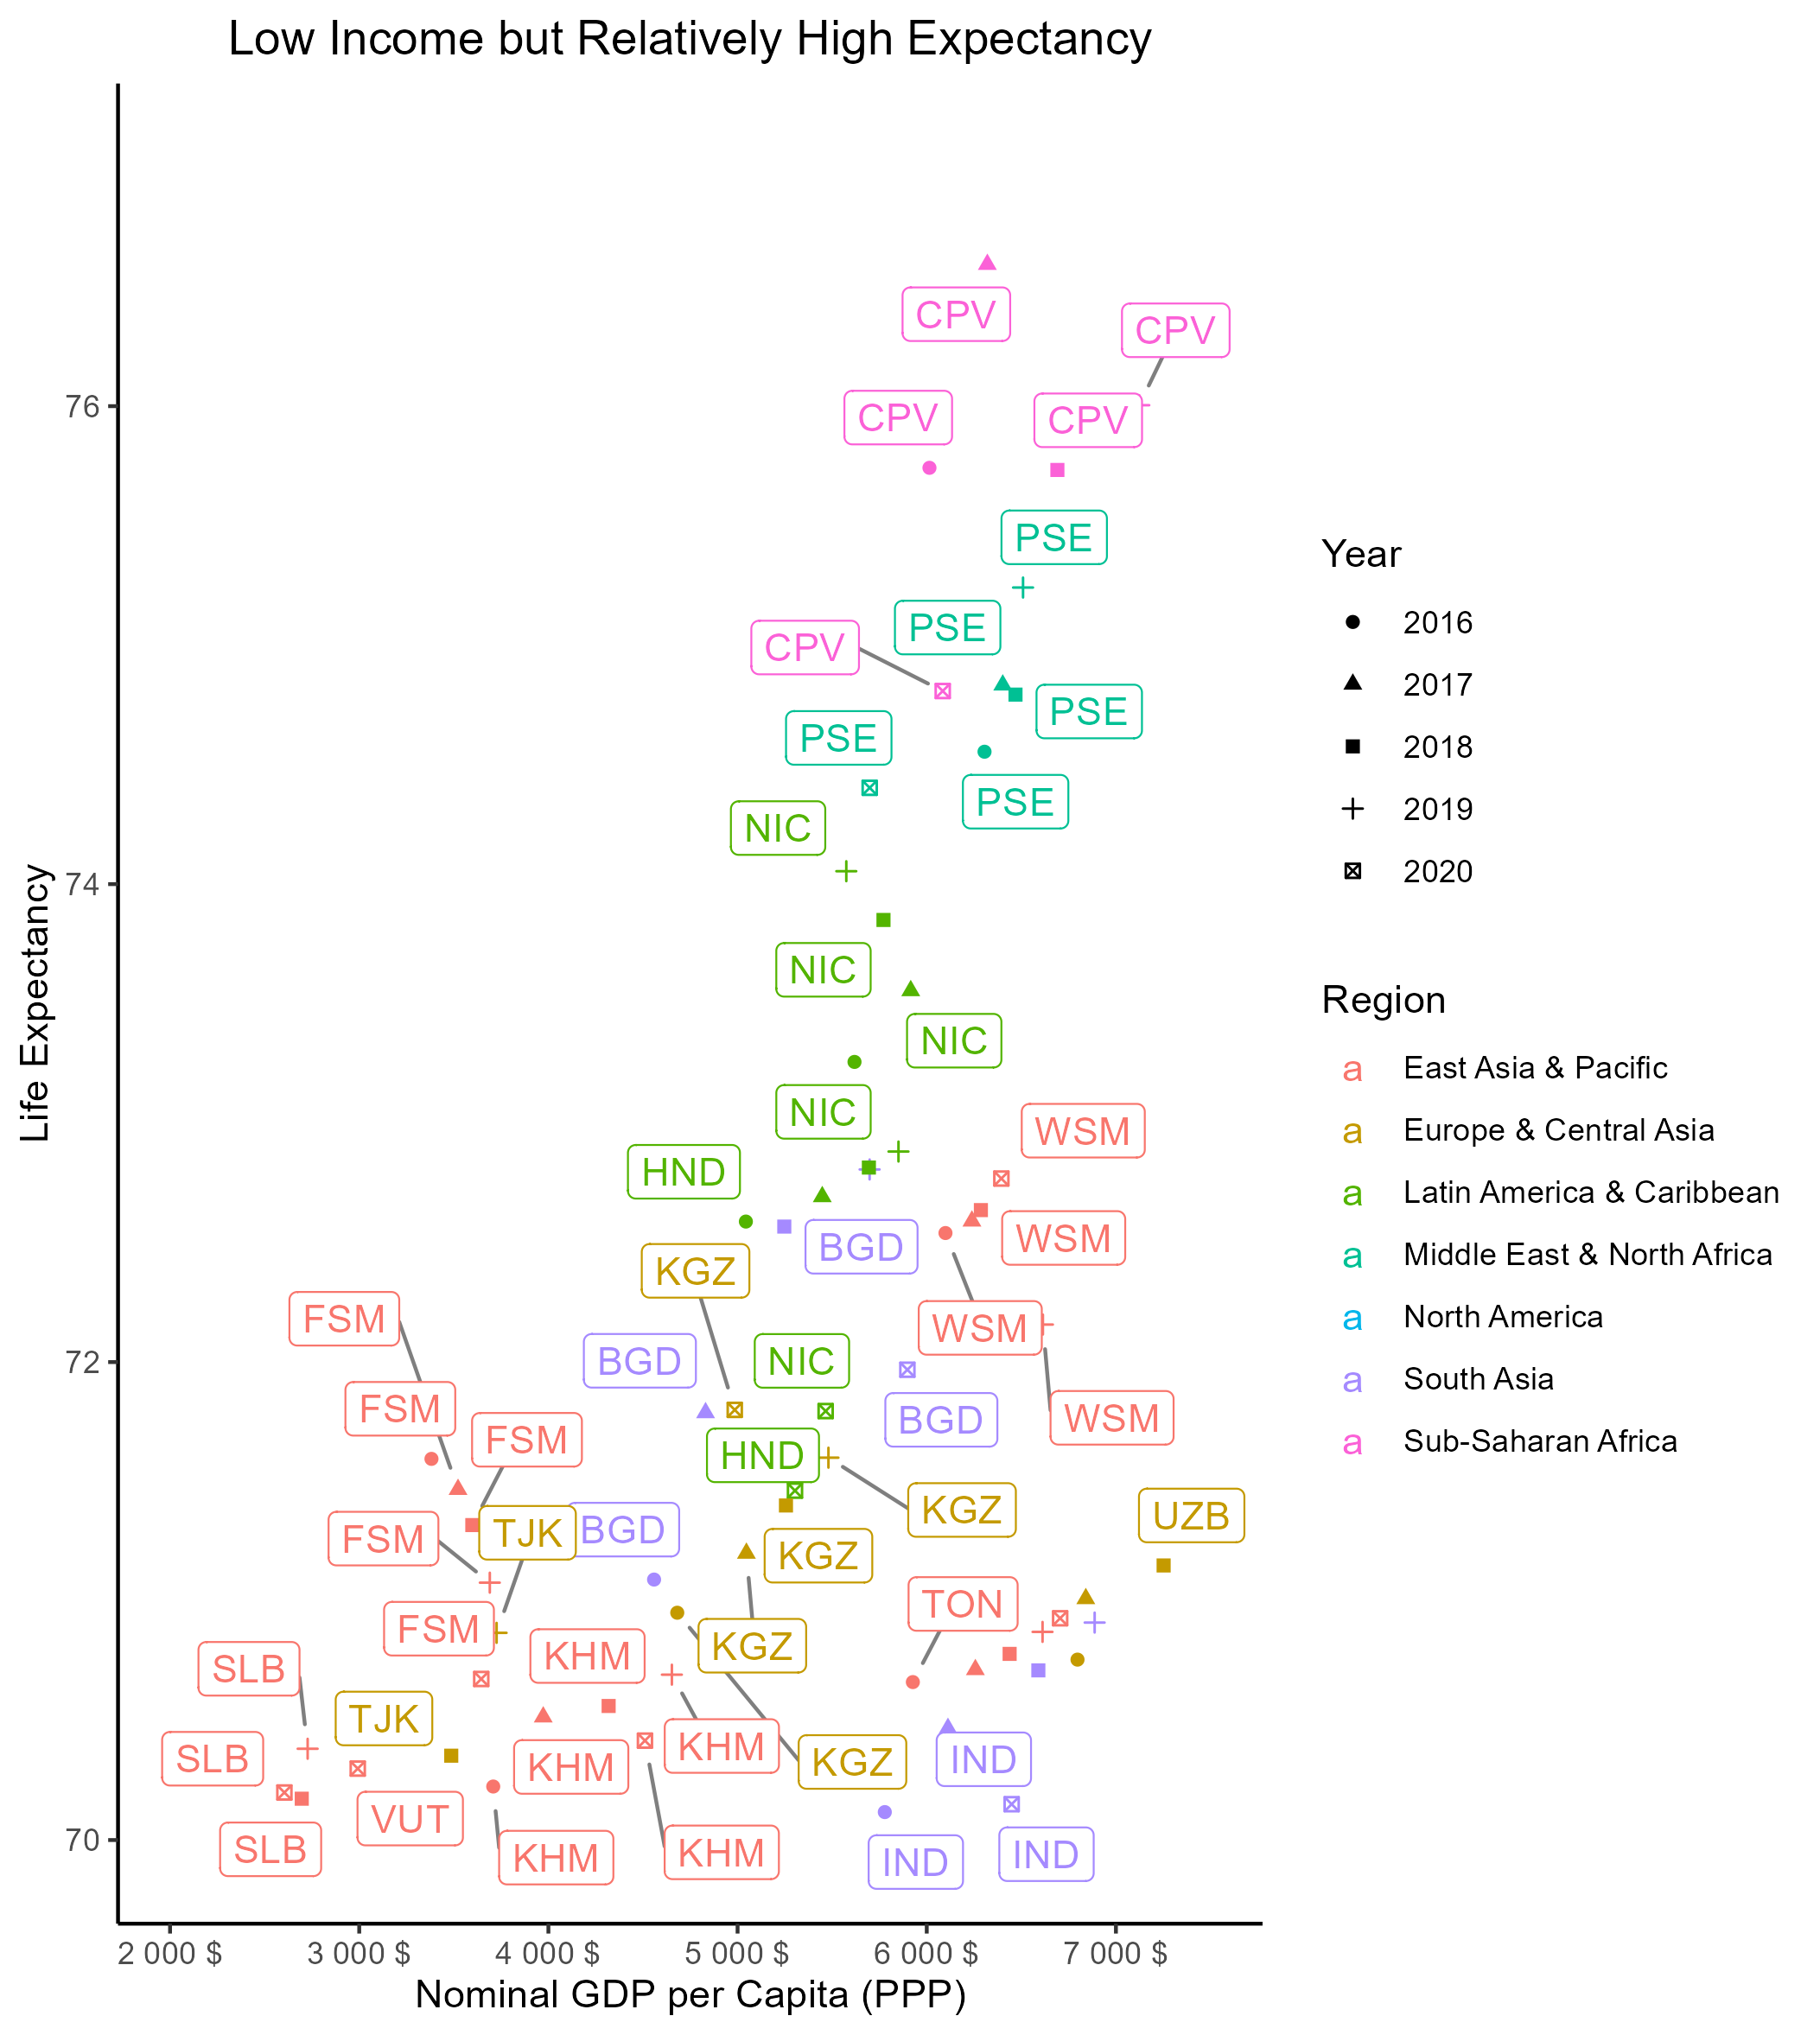 Low Income but Relatively High Expectancy
CPV
CPV
CPV
CPV
76
PSE
PSE
CPV
PSE
PSE
PSE
NIC
74
NIC
NIC
NIC
WSM
HND
WSM
BGD
KGZ
FSM
WSM
72
BGD
NIC
FSM
BGD
WSM
FSM
HND
KGZ
UZB
TJK
BGD
FSM
KGZ
TON
FSM
KGZ
KHM
SLB
TJK
KHM
SLB
KHM
KGZ
IND
VUT
70
SLB
KHM
KHM
IND
IND
2 000 $ 3 000 $ 4 000 $ 5 000 $ 6 000 $ 7 000 $
Nominal GDP per Capita (PPP)
Life Expectancy
Year
2016
2017
2018
2019
2020
Region
a East Asia & Pacific
a Europe & Central Asia
a Latin America & Caribbean
a Middle East & North Africa
a North America
a South Asia
a Sub-Saharan Africa